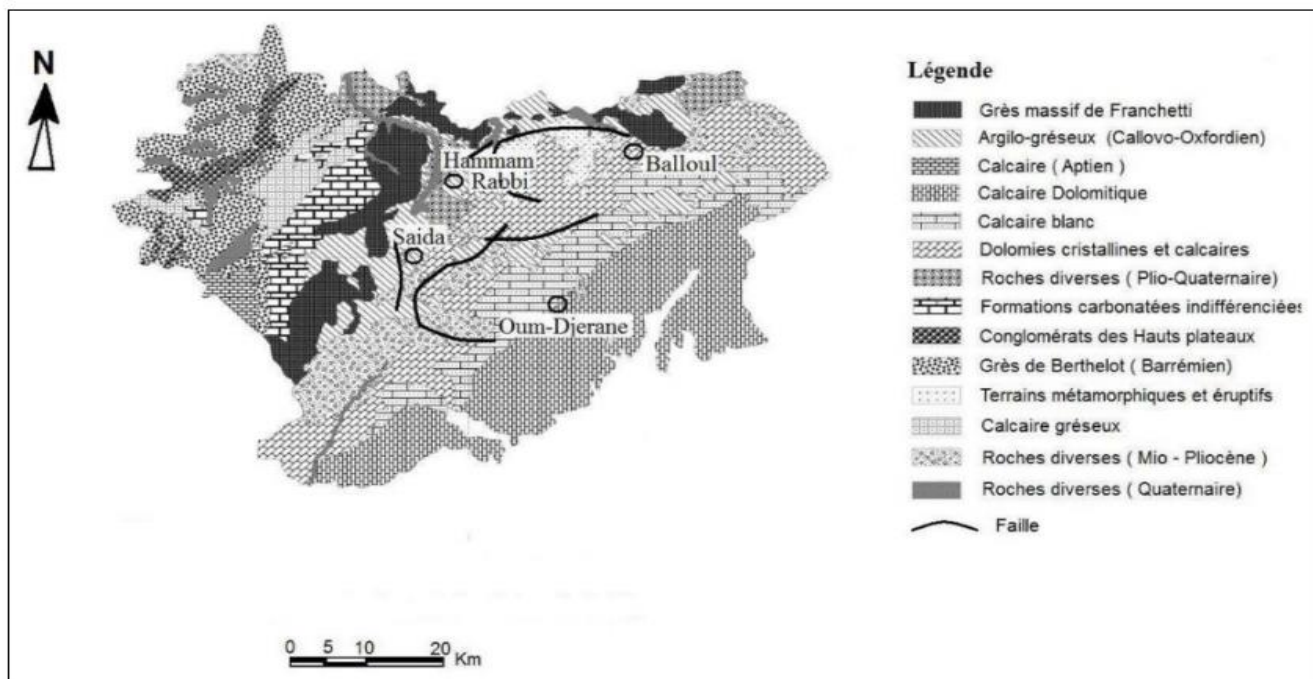 N
Hammam
Rabbi
Balloul
Saida
Oum-Djerane
Légende
Grès massif de Franchetti
Argilo-gréseux (Callovo-Oxfordien)
Calcaire ( Aptien )
Calcaire Dolomitique
Calcaire blanc
Dolomies cristallines et calcaires
Roches diverses ( Plio-Quaternaire)
Formations carbonatées indifférenciées
Conglomérats des Hauts plateaux
Grès de Berthelot ( Barrémien)
Terrains métamorphiques et éruptifs
Calcaire gréseux
Roches diverses ( Mio - Pliocène )
Roches diverses ( Quaternaire)
Faille
0 5 10 20
Km